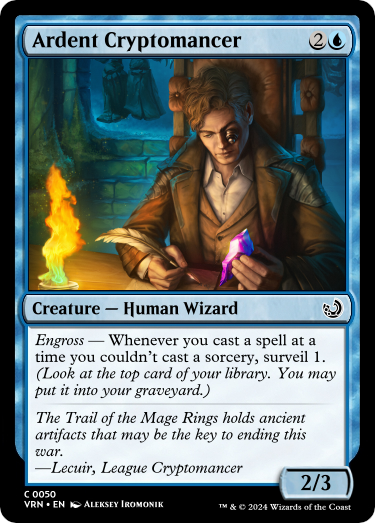 Ardent Cryptomancer 2
Creature — Human Wizard
Engross — Whenever you cast a spell at a
time you couldn't cast a sorcery, surveil 1.
(Look at the top card of your library. You may
put it into your graveyard.)
The Trail of the Mage Rings holds ancient
artifacts that may be the key to ending this
war.
—Lecuir, League Cryptomancer
2/3
C 0050
VRN • EN Aleksey Iromonik
™ & © 2024 Wizards of the Coast